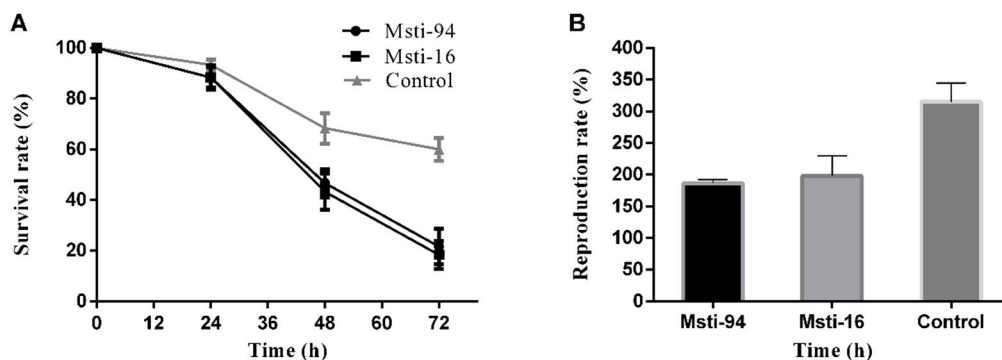 A
Msti-94
Msti-16
Control
Survival rate (%)
100
80
60
40
20
0
0 12 24 36 48 60 72
Time (h)
B
Reproduction rate (%)
400
350
300
250
200
150
100
50
0
Msti-94 Msti-16 Control
Time (h)